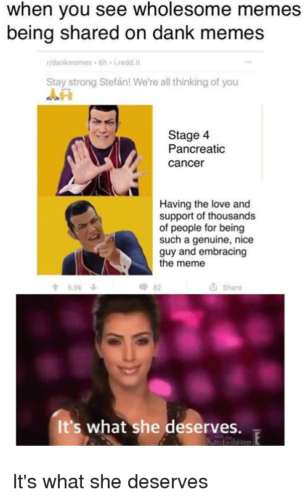 when you see wholesome memes
being shared on dank memes
r/dankmemes • 6h • i.redd.it
Stay strong Stefán! We're all thinking of you
Stage 4
Pancreatic
cancer
Having the love and
support of thousands
of people for being
such a genuine, nice
guy and embracing
the meme
5.9k
82
Share
It's what she deserves.
E
It's what she deserves